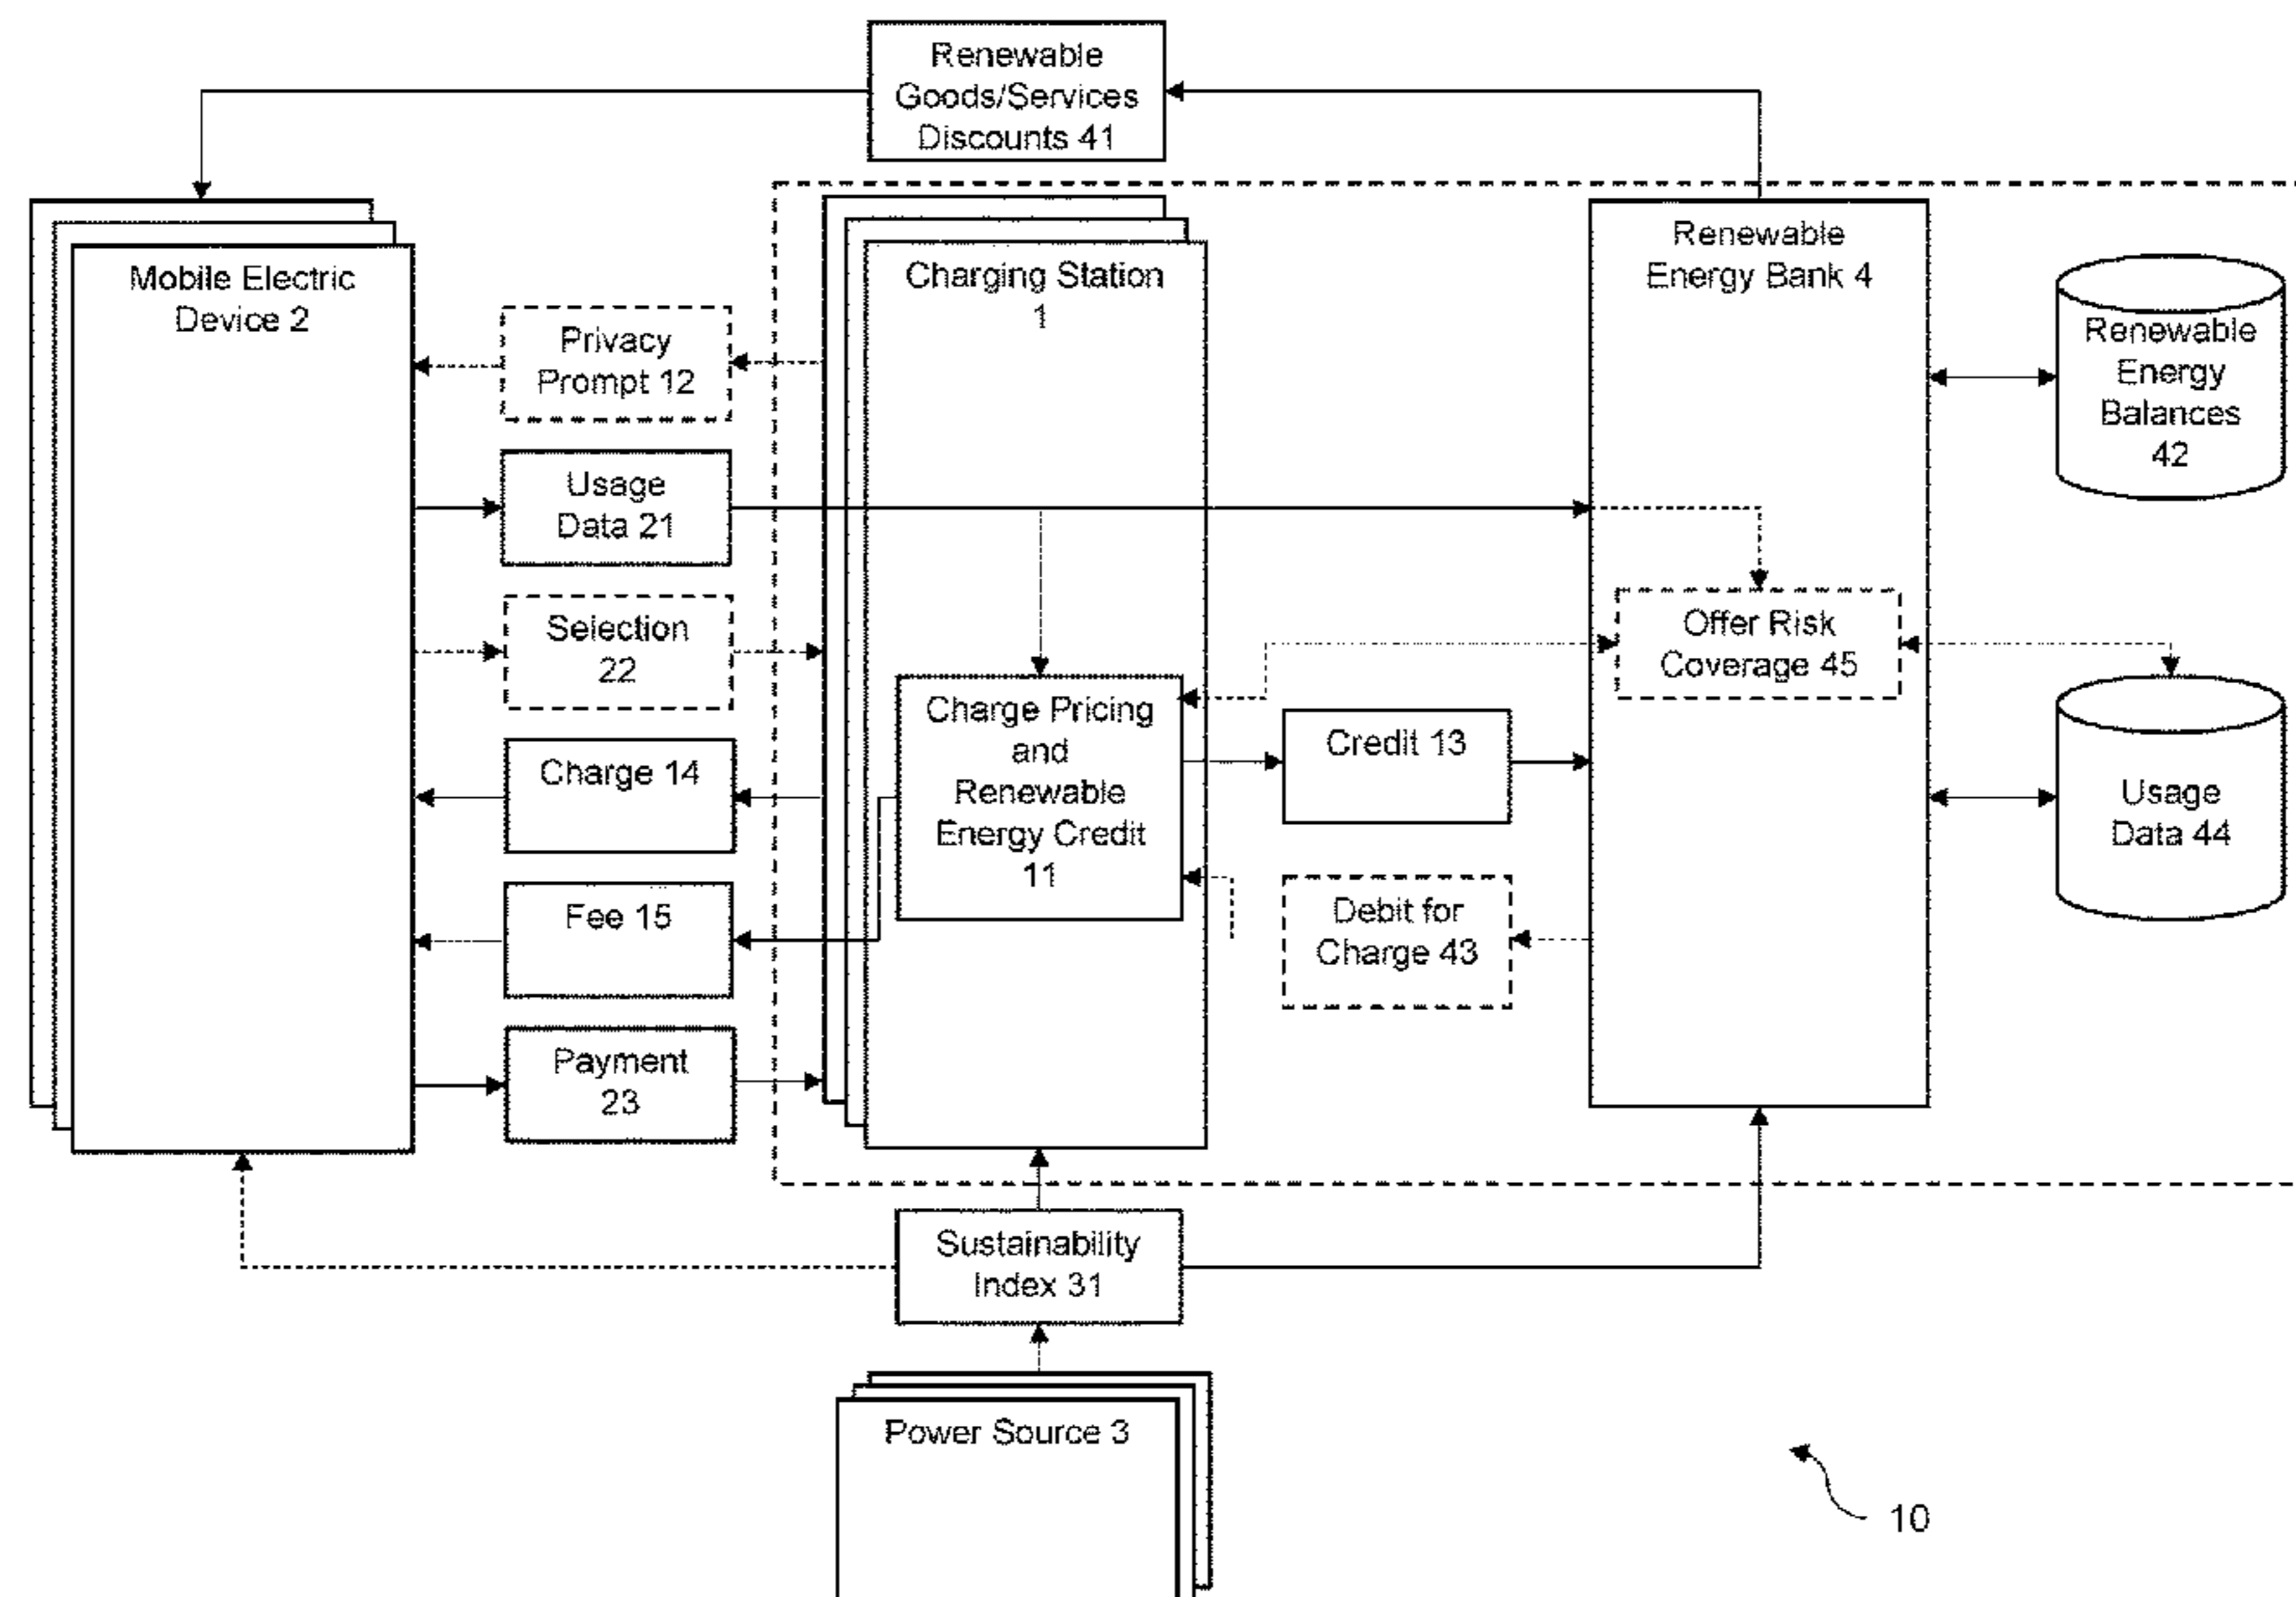 Renewable
Goods/Services
Discounts 41
Mobile Electric
Device 2
Privacy
Prompt 12
Usage
Data 21
Selection
22
Charge 14
Fee 15
Payment
23
Charging Station
1
Charge Pricing
and
Renewable
Energy Credit
11
Credit 13
Debit for
Charge 43
Renewable
Energy Bank 4
Offer Risk
Coverage 45
Renewable
Energy
Balances
42
Usage
Data 44
Sustainability
Index 31
Power Source 3
10